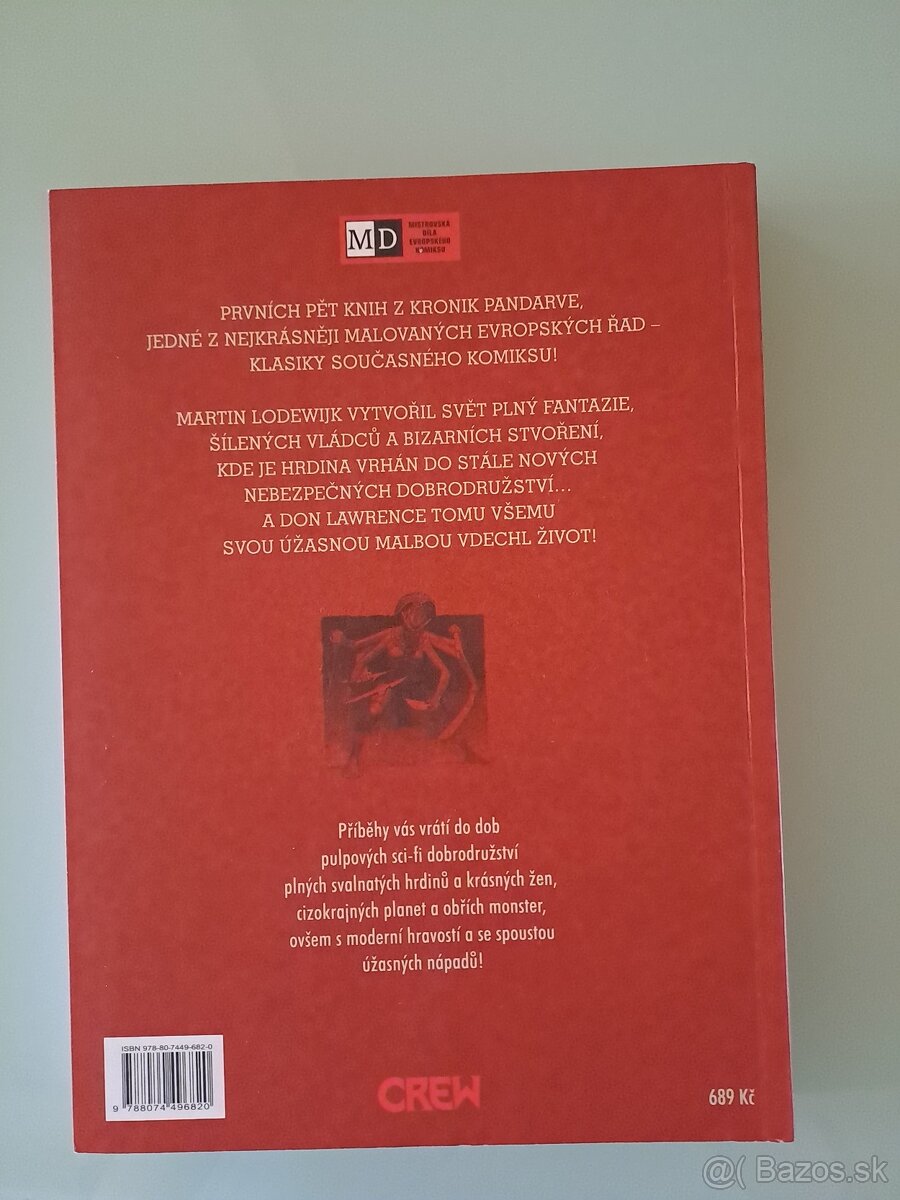 MD
MISTROVSKÁ
DÍLA
EVROPSKÉHO
KOMIKSU
PRVNÍCH PĚT KNIH Z KRONIK PANDARVE,
JEDNÉ Z NEJKRÁSNĚJI MALOVANÝCH EVROPSKÝCH ŘAD –
KLASIKY SOUČASNÉHO KOMIKSU!
MARTIN LODEWIJK VYTVOŘIL SVĚT PLNÝ FANTAZIE,
ŠÍLENÝCH VLÁDCŮ A BIZARNÍCH STVOŘENÍ,
KDE JE HRDINA VRHÁN DO STÁLE NOVÝCH
NEBEZPEČNÝCH DOBRODRUŽSTVÍ...
A DON LAWRENCE TOMU VŠEMU
SVOU ÚŽASNOU MALBOU VDECHL ŽIVOT!
Příběhy vás vrátí do dob
pulpových sci-fi dobrodružství
plných svalnatých hrdinů a krásných žen,
cizokrajných planet a obřích monster,
ovšem s moderní hravostí a se spoustou
úžasných nápadů!
ISBN 978-80-7449-682-0
9 788074 496820
CREW
689 Kč
@( Bazos.sk